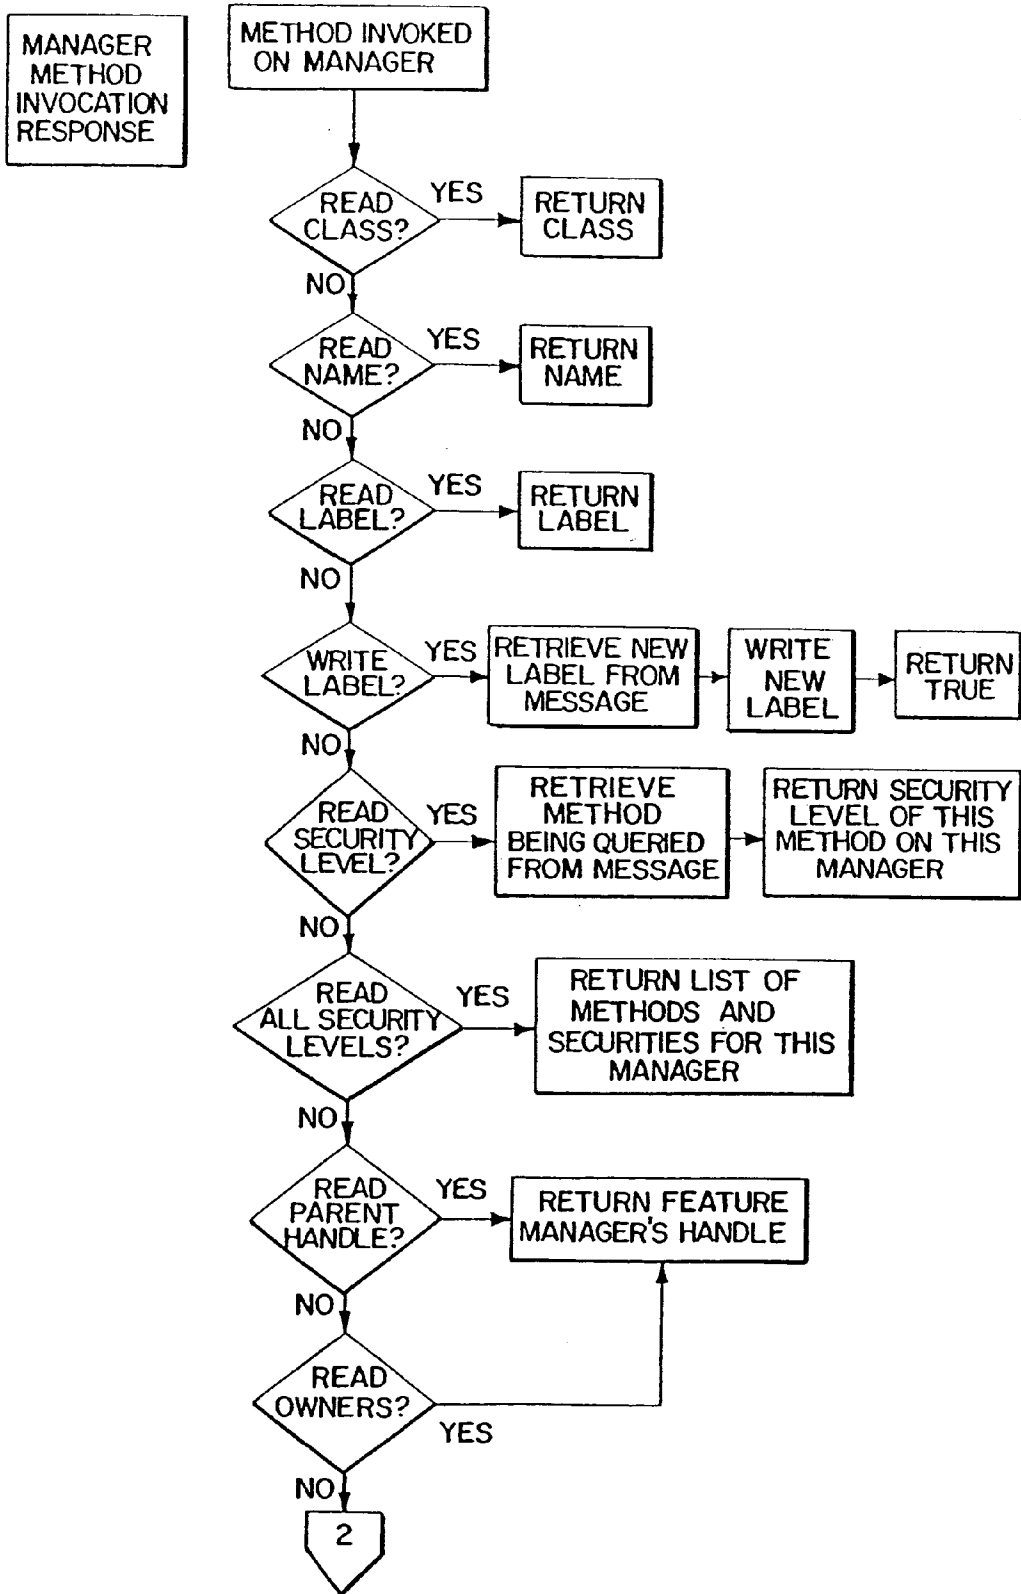 MANAGER
METHOD
INVOCATION
RESPONSE
METHOD INVOKED
ON MANAGER
READ
CLASS?
YES
RETURN
CLASS
NO
READ
NAME?
YES
RETURN
NAME
NO
READ
LABEL?
YES
RETURN
LABEL
NO
WRITE
LABEL?
YES
RETRIEVE NEW
LABEL FROM
MESSAGE
WRITE
NEW
LABEL
RETURN
TRUE
NO
READ
SECURITY
LEVEL?
YES
RETRIEVE
METHOD
BEING QUERIED
FROM MESSAGE
RETURN SECURITY
LEVEL OF THIS
METHOD ON THIS
MANAGER
NO
READ
ALL SECURITY
LEVELS?
YES
RETURN LIST OF
METHODS AND
SECURITIES FOR THIS
MANAGER
NO
READ
PARENT
HANDLE?
YES
RETURN FEATURE
MANAGER'S HANDLE
NO
READ
OWNERS?
YES
NO
2